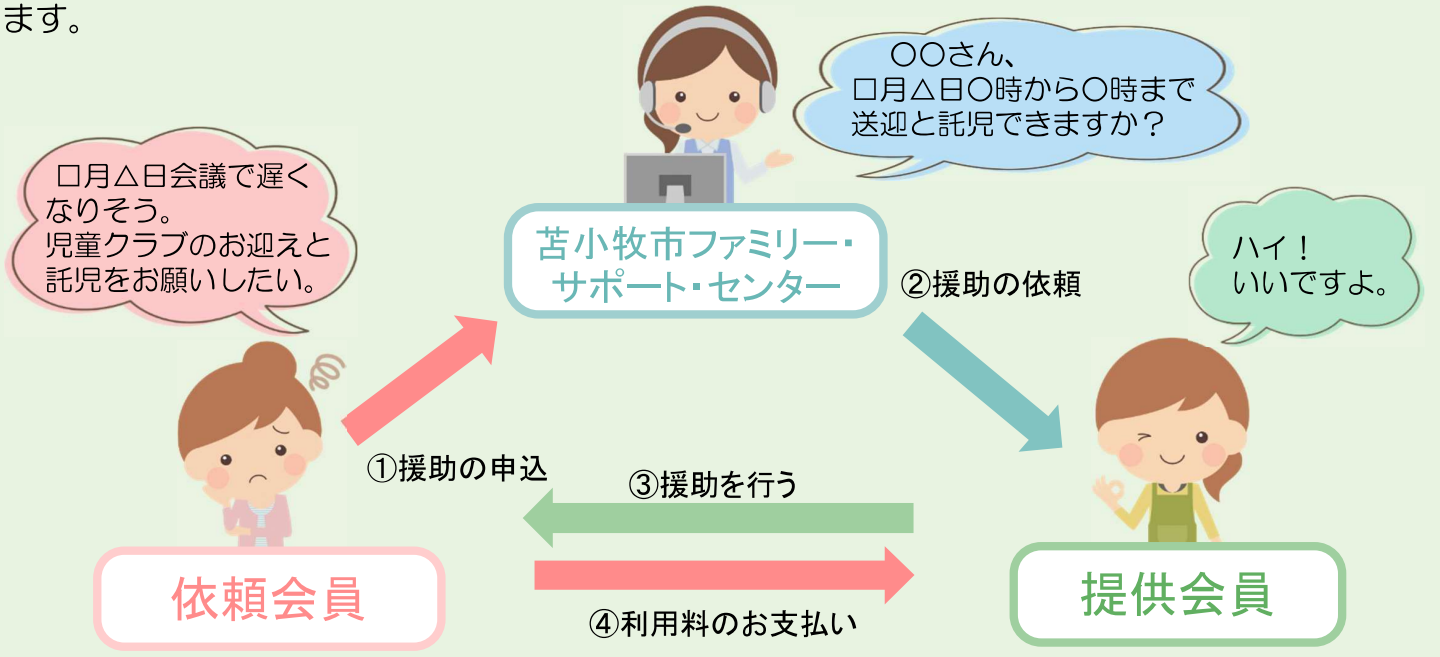 ます。
〇〇さん、
□月△日〇時から〇時まで
送迎と託児できますか？
□月△日会議で遅く
なりそう。
児童クラブのお迎えと
託児をお願いしたい。
苫小牧市ファミリー・
サポート・センター
ハイ！
いいですよ。
②援助の依頼
①援助の申込
③援助を行う
依頼会員
提供会員
④利用料のお支払い